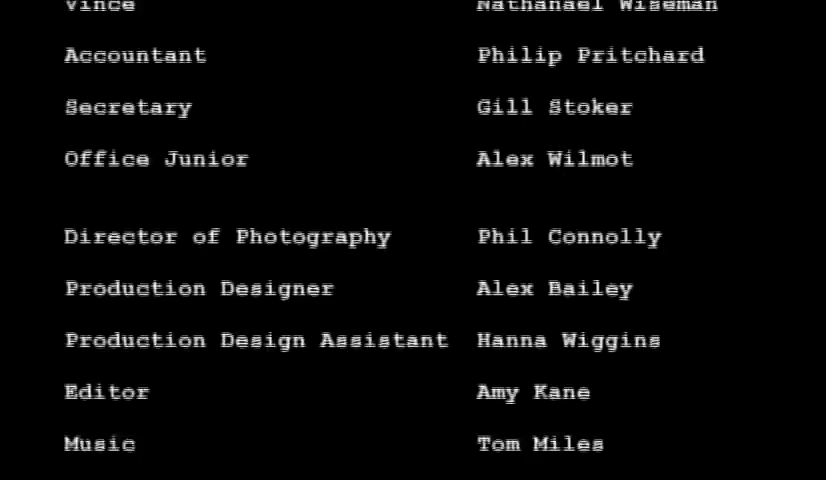 Vince Nathanael Wiseman
Accountant Philip Pritchard
Secretary Gill Stoker
Office Junior Alex Wilmot
Director of Photography Phil Connolly
Production Designer Alex Bailey
Production Design Assistant Hanna Wiggins
Editor Amy Kane
Music Tom Miles